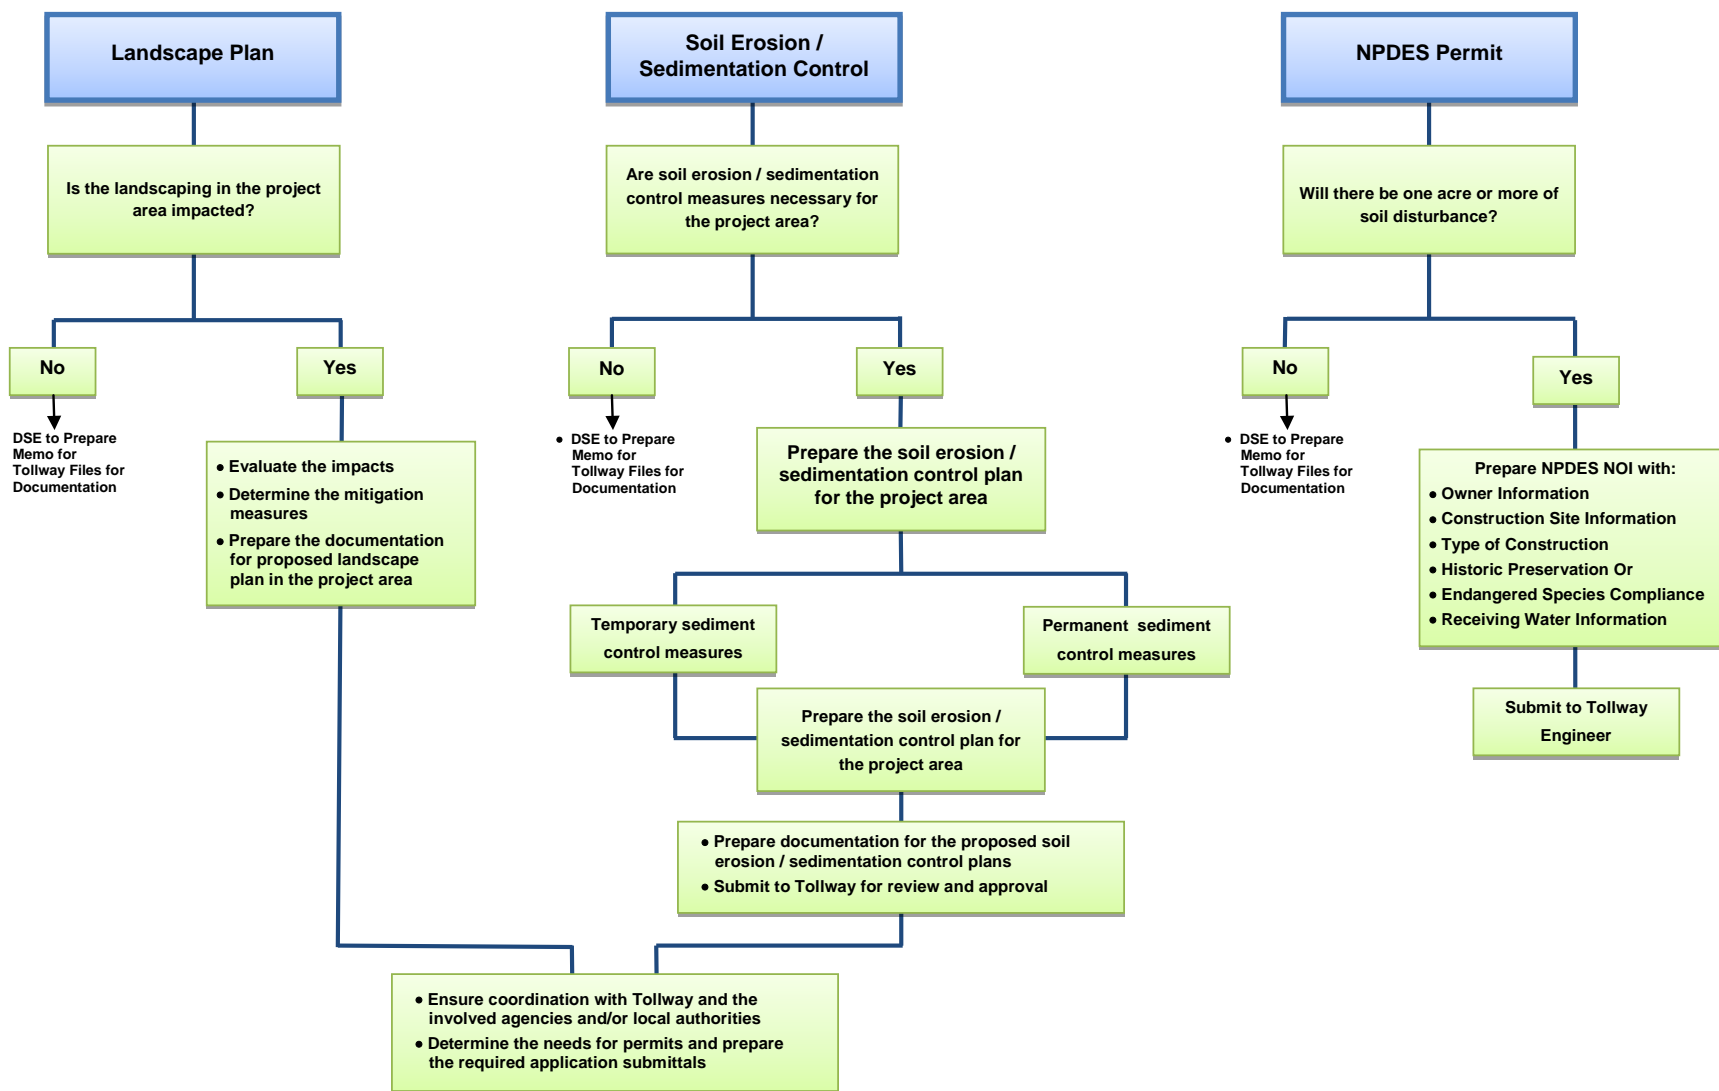 Landscape Plan
Is the landscaping in the project
area impacted?
No
Yes
DSE to Prepare
Memo for
Tollway Files for
Documentation
● Evaluate the impacts
● Determine the mitigation
measures
● Prepare the documentation
for proposed landscape
plan in the project area
Soil Erosion /
Sedimentation Control
Are soil erosion / sedimentation
control measures necessary for
the project area?
No
Yes
● DSE to Prepare
Memo for
Tollway Files for
Documentation
Prepare the soil erosion /
sedimentation control plan
for the project area
Temporary sediment
control measures
Permanent sediment
control measures
Prepare the soil erosion /
sedimentation control plan for
the project area
● Prepare documentation for the proposed soil
erosion / sedimentation control plans
● Submit to Tollway for review and approval
● Ensure coordination with Tollway and the
involved agencies and/or local authorities
● Determine the needs for permits and prepare
the required application submittals
NPDES Permit
Will there be one acre or more of
soil disturbance?
No
Yes
● DSE to Prepare
Memo for
Tollway Files for
Documentation
Prepare NPDES NOI with:
● Owner Information
● Construction Site Information
● Type of Construction
● Historic Preservation Or
● Endangered Species Compliance
● Receiving Water Information
Submit to Tollway
Engineer